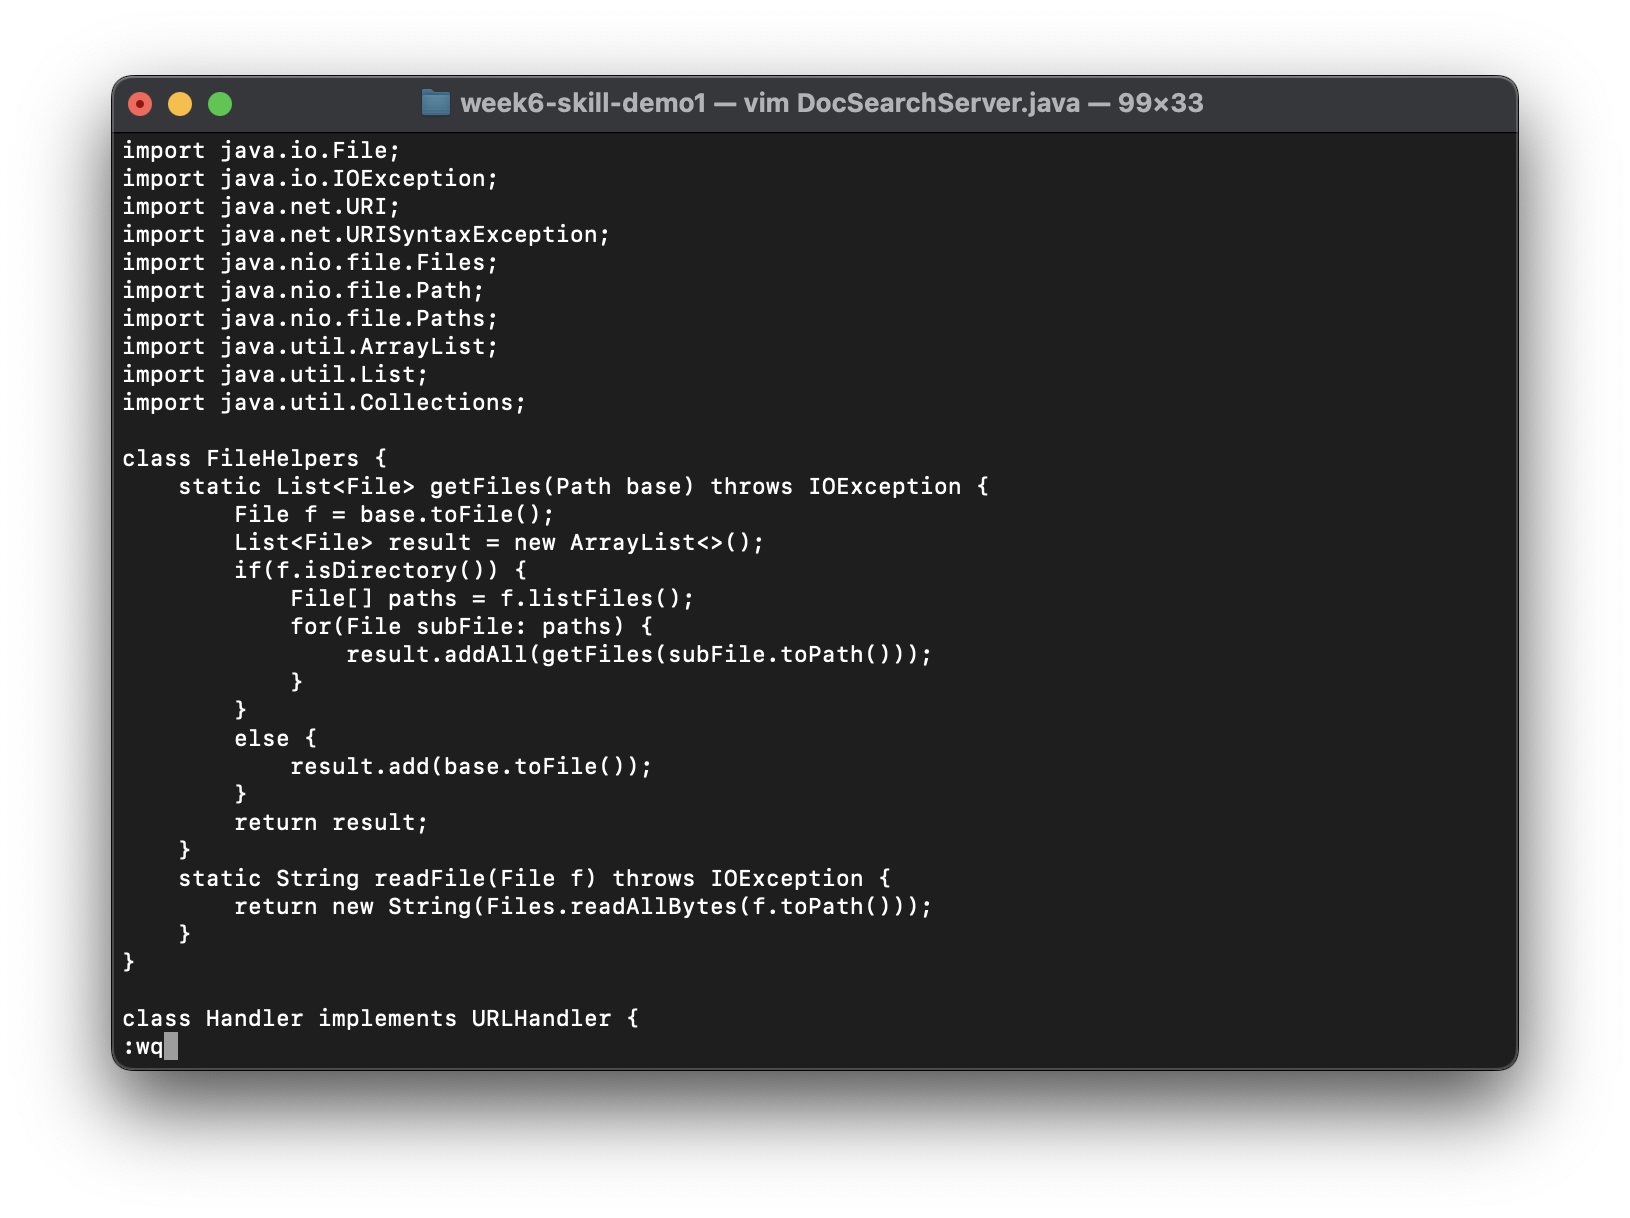 week6-skill-demo1 — vim DocSearchServer.java — 99×33
import java.io.File;
import java.io.IOException;
import java.net.URI;
import java.net.URISyntaxException;
import java.nio.file.Files;
import java.nio.file.Path;
import java.nio.file.Paths;
import java.util.ArrayList;
import java.util.List;
import java.util.Collections;

class FileHelpers {
    static List<File> getFiles(Path base) throws IOException {
        File f = base.toFile();
        List<File> result = new ArrayList<>();
        if(f.isDirectory()) {
            File[] paths = f.listFiles();
            for(File subFile: paths) {
                result.addAll(getFiles(subFile.toPath()));
            }
        }
        else {
            result.add(base.toFile());
        }
        return result;
    }
    static String readFile(File f) throws IOException {
        return new String(Files.readAllBytes(f.toPath()));
    }
}

class Handler implements URLHandler {
:wq